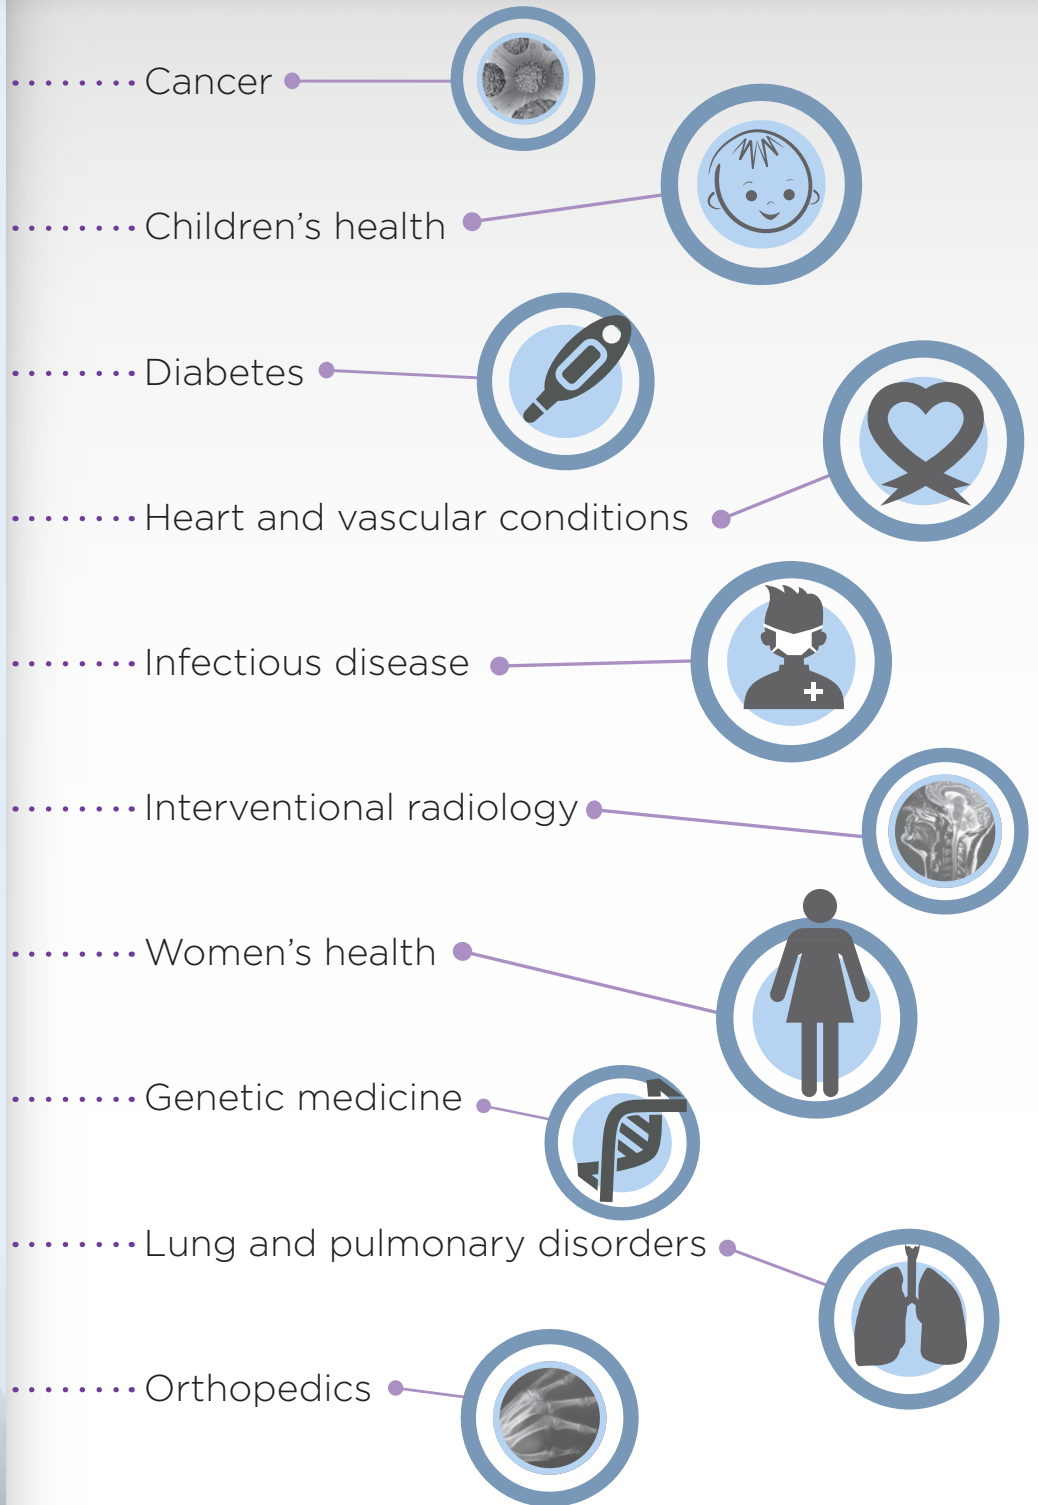 Cancer
Children’s health
Diabetes
Heart and vascular conditions
Infectious disease
Interventional radiology
Women’s health
Genetic medicine
Lung and pulmonary disorders
Orthopedics